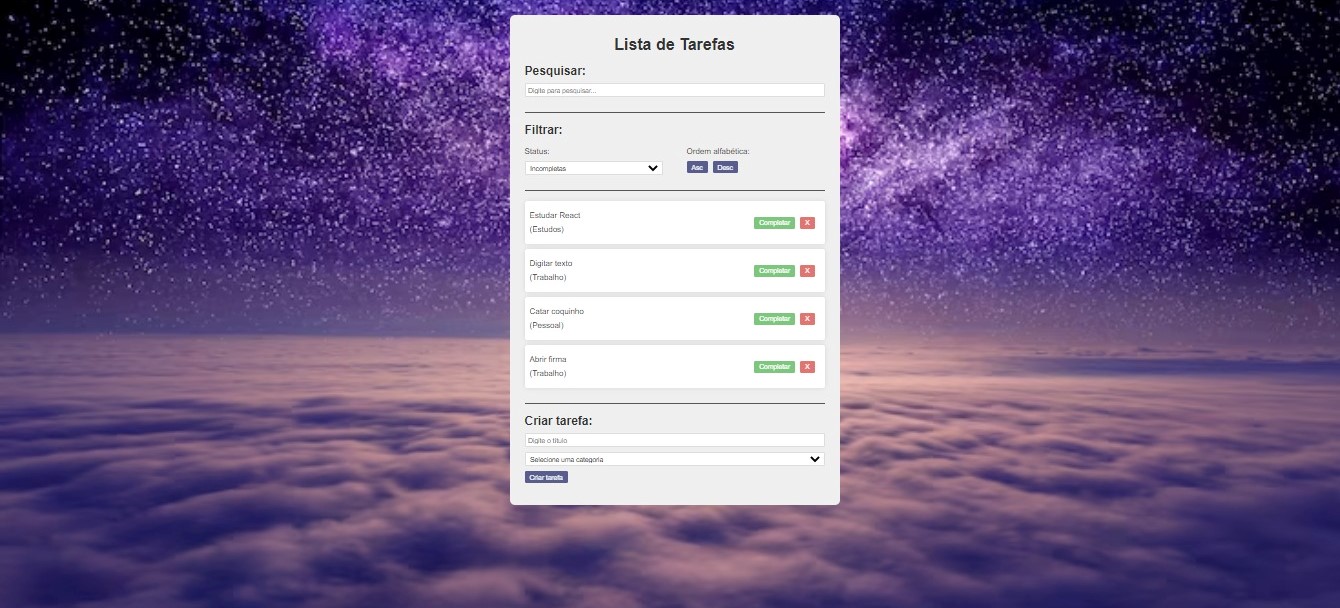 Lista de Tarefas
Pesquisar:
Digite para pesquisar...
Filtrar:
Status:
Ordem alfabética:
Incompletas
Asc
Desc
Estudar React
(Estudos)
Completar
X
Digitar texto
(Trabalho)
Completar
X
Catar coquinho
(Pessoal)
Completar
X
Abrir firma
(Trabalho)
Completar
X
Criar tarefa:
Digite o título
Selecione uma categoria
Criar tarefa